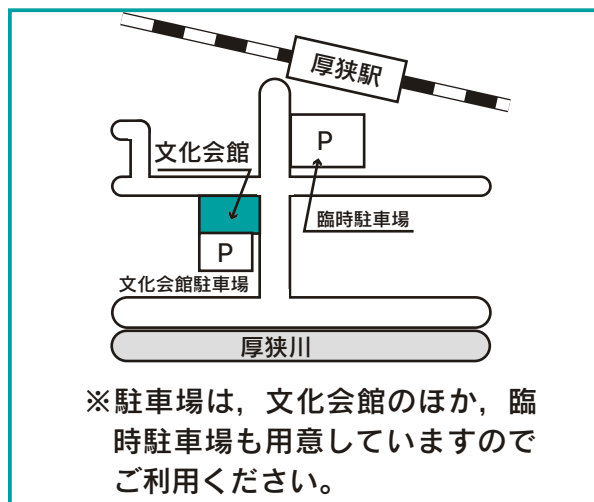 厚狭駅
P
文化会館
臨時駐車場
P
文化会館駐車場
厚狭川
※駐車場は，文化会館のほか，臨
時駐車場も用意していますので
ご利用ください。